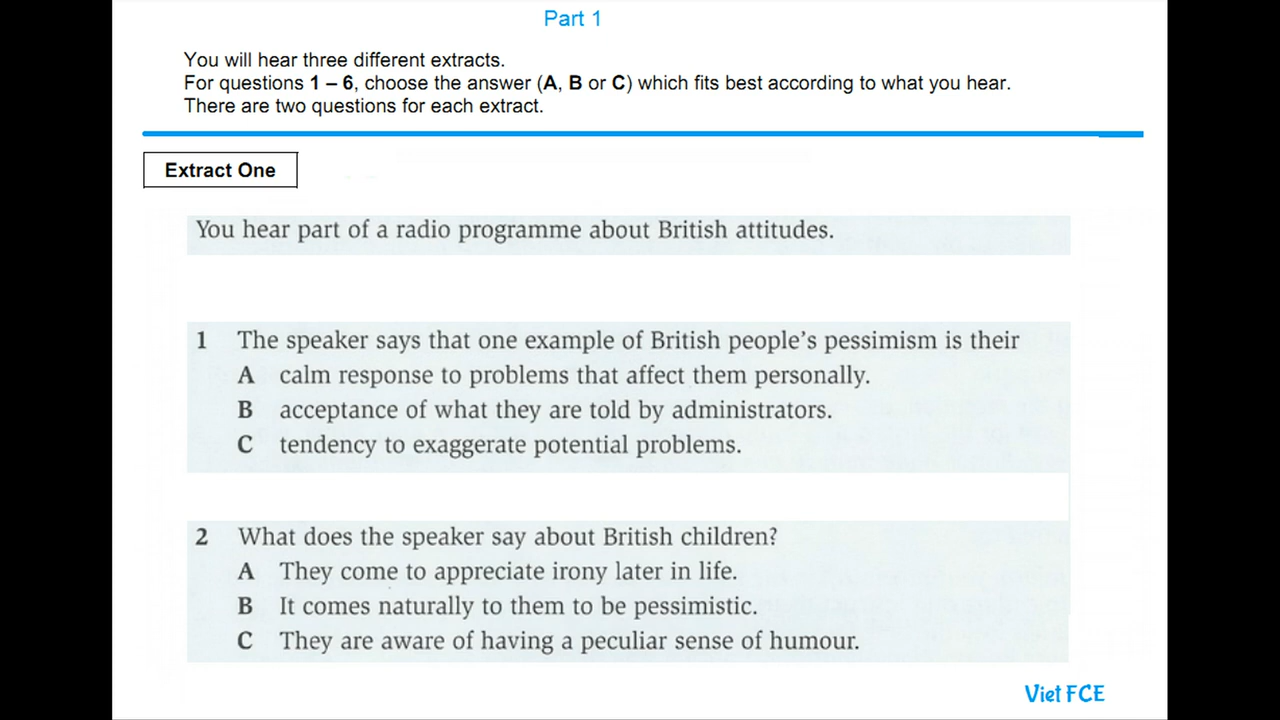 Part 1
You will hear three different extracts.
For questions 1 – 6, choose the answer (A, B or C) which fits best according to what you hear.
There are two questions for each extract.
Extract One
You hear part of a radio programme about British attitudes.
1 The speaker says that one example of British people's pessimism is their
A calm response to problems that affect them personally.
B acceptance of what they are told by administrators.
C tendency to exaggerate potential problems.
2 What does the speaker say about British children?
A They come to appreciate irony later in life.
B It comes naturally to them to be pessimistic.
C They are aware of having a peculiar sense of humour.
Viet FCE